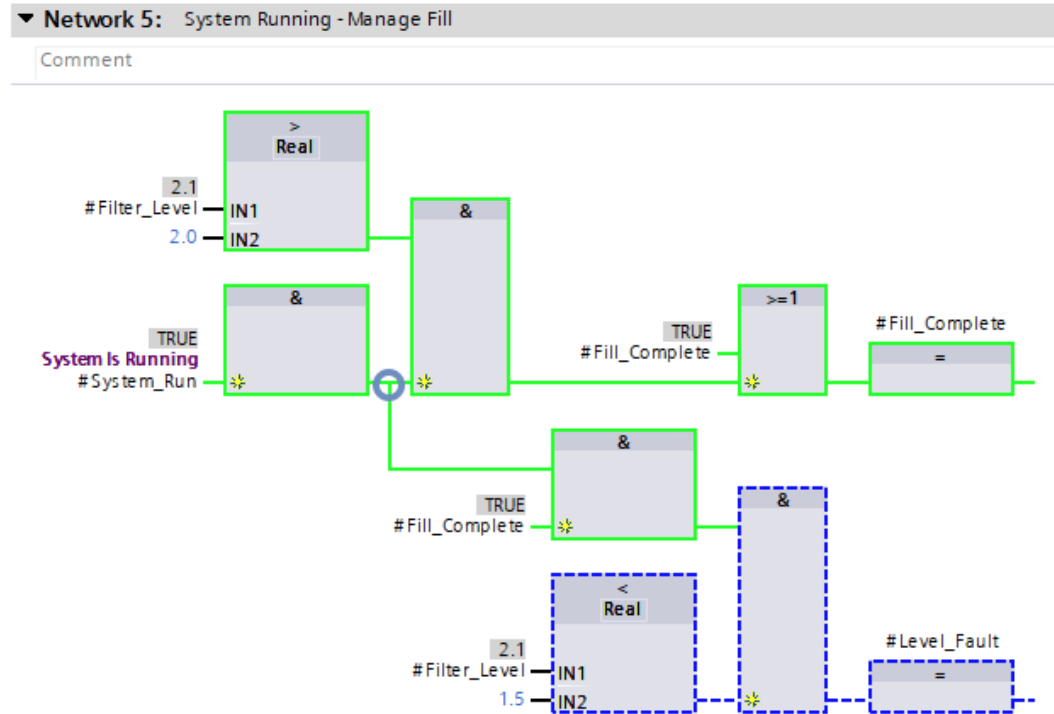 Network 5: System Running - Manage Fill
Comment
>
Real
2.1
#Filter_Level
IN1
2.0
IN2
&
&
TRUE
System Is Running
#System_Run
>=1
TRUE
#Fill_Complete
#Fill_Complete
=
&
TRUE
#Fill_Complete
&
<
Real
2.1
#Filter_Level
IN1
1.5
IN2
#Level_Fault
=